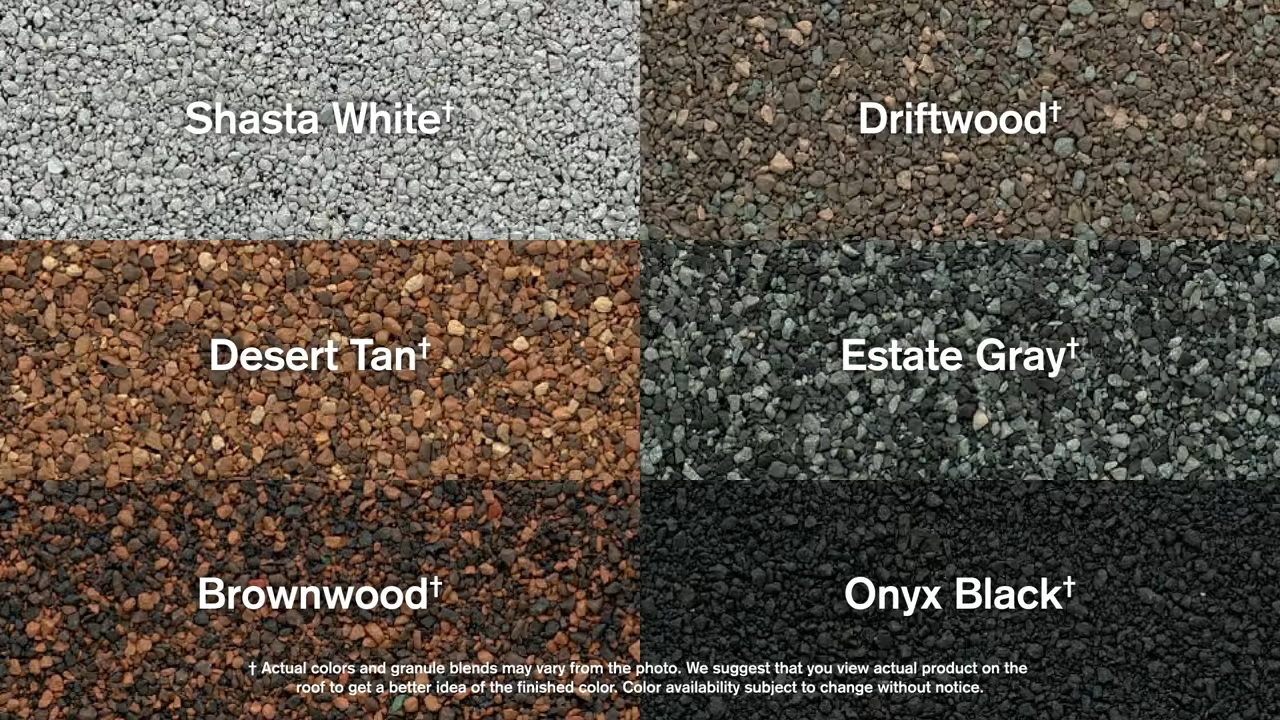 Shasta White†
Driftwood†
Desert Tan†
Estate Gray†
Brownwood†
Onyx Black†
† Actual colors and granule blends may vary from the photo. We suggest that you view actual product on the
roof to get a better idea of the finished color. Color availability subject to change without notice.